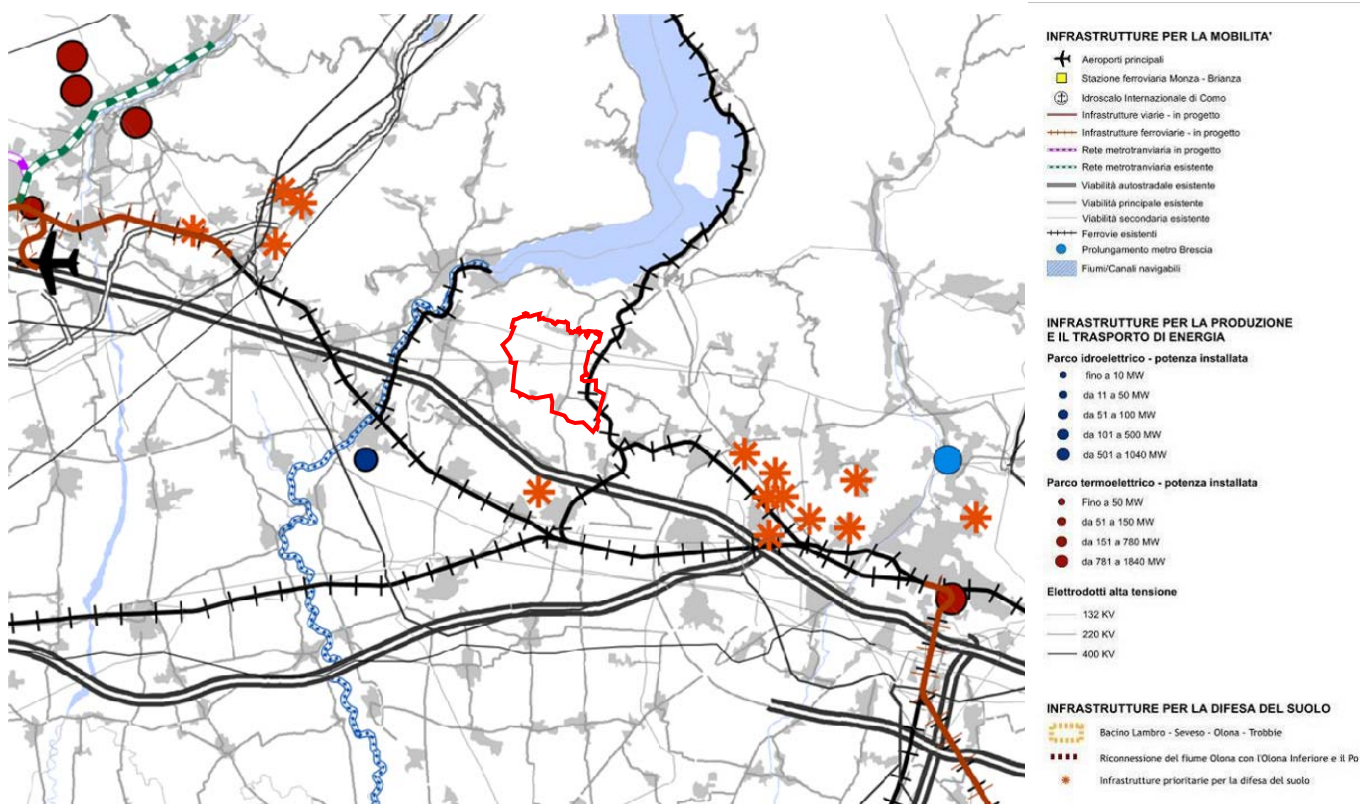 INFRASTRUTTURE PER LA MOBILITA'
Aeroporti principali
Stazione ferroviaria Monza - Brianza
Idroscalo Internazionale di Como
Infrastrutture viarie - in progetto
Infrastrutture ferroviarie - in progetto
Rete metrotranviaria in progetto
Rete metrotranviaria esistente
Viabilità autostradale esistente
Viabilità principale esistente
Viabilità secondaria esistente
Ferrovie esistenti
Prolungamento metro Brescia
Fiumi/Canali navigabili
INFRASTRUTTURE PER LA PRODUZIONE
E IL TRASPORTO DI ENERGIA
Parco idroelettrico - potenza installata
fino a 10 MW
da 11 a 50 MW
da 51 a 100 MW
da 101 a 500 MW
da 501 a 1040 MW
Parco termoelettrico - potenza installata
Fino a 50 MW
da 51 a 150 MW
da 151 a 780 MW
da 781 a 1840 MW
Elettrodotti alta tensione
132 KV
220 KV
400 KV
INFRASTRUTTURE PER LA DIFESA DEL SUOLO
Bacino Lambro - Seveso - Olona - Trobbie
Riconnessione del fiume Olona con l'Olona Inferiore e il Po
Infrastrutture prioritarie per la difesa del suolo